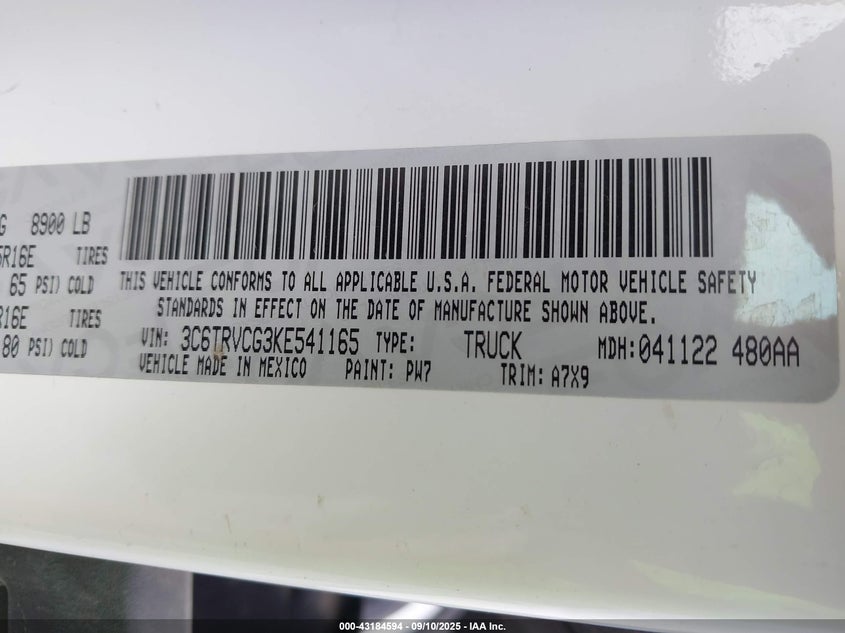 G 8900 LB
5R16E TIRES
65 PSI) COLD
R16E TIRES
80 PSI) COLD
THIS VEHICLE CONFORMS TO ALL APPLICABLE U.S.A. FEDERAL MOTOR VEHICLE SAFETY
STANDARDS IN EFFECT ON THE DATE OF MANUFACTURE SHOWN ABOVE.
VIN: 3C6TRVCG3KE541165 TYPE: TRUCK MDH: 041122 480AA
VEHICLE MADE IN MEXICO PAINT: PW7 TRIM: A7X9
000-43184594 - 09/10/2025 - IAA Inc.